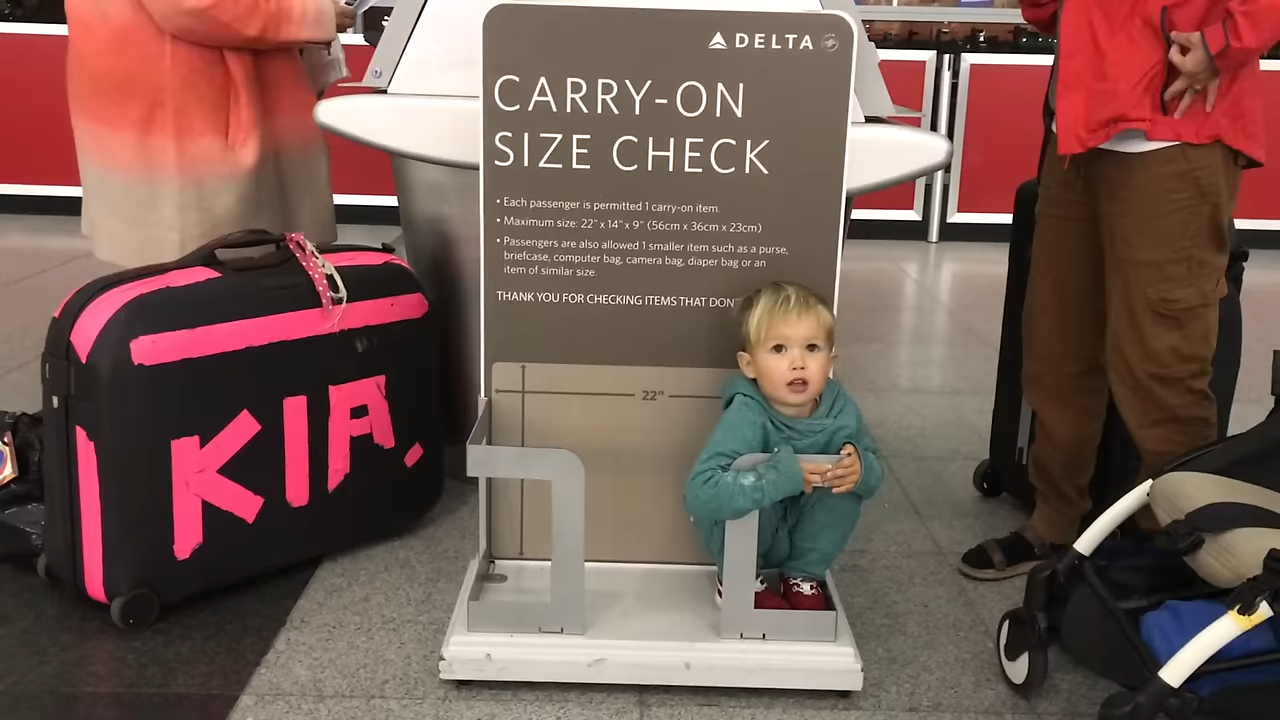 DELTA
CARRY-ON
SIZE CHECK
• Each passenger is permitted 1 carry-on item.
• Maximum size: 22" x 14" x 9" (56cm x 36cm x 23cm)
• Passengers are also allowed 1 smaller item such as a purse,
briefcase, computer bag, camera bag, diaper bag or an
item of similar size.
THANK YOU FOR CHECKING ITEMS THAT DON'
22"
KIA.